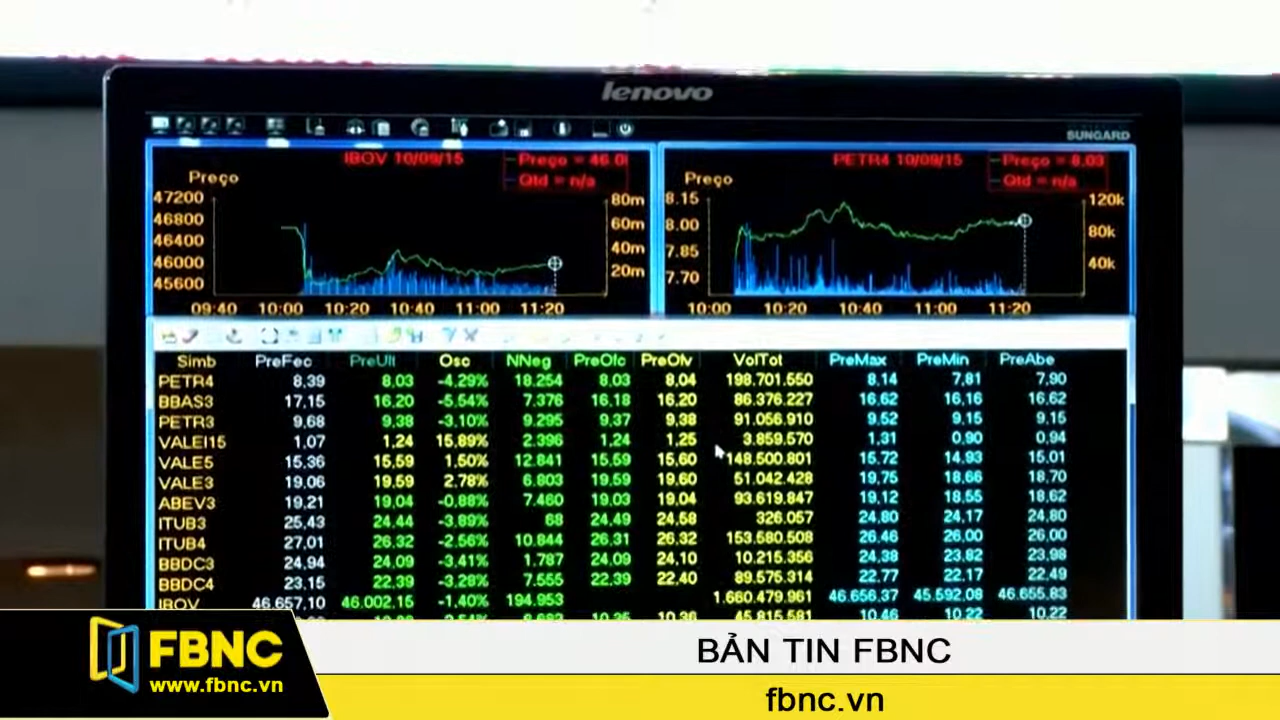 lenovo
SUNGARD
IBOV 10/09/15
Preço = 46.0
Qtd = n/a
Preço
47200
46800
46400
46000
45600
80m
60m
40m
20m
09:40 10:00 10:20 10:40 11:00 11:20
PETR4 10/09/15
Preço = 8.03
Qtd = n/a
Preço
8.15
8.00
7.85
7.70
120k
80k
40k
10:00 10:20 10:40 11:00 11:20
Simb PreFec PreUlt Osc NNeg PreOfc PreOfv VolTot PreMax PreMin PreAbe
PETR4 8,39 8,03 -4,29% 18.254 8,03 8,04 198.701.550 8,14 7,81 7,90
BBAS3 17,15 16,20 -5,54% 7.376 16,18 16,20 86.376.227 16,62 16,16 16,62
PETR3 9,68 9,38 -3,10% 9.295 9,37 9,38 91.056.910 9,52 9,15 9,15
VALEI15 1,07 1,24 15,89% 2.396 1,24 1,25 3.859.570 1,31 0,90 0,94
VALE5 15,36 15,59 1,50% 12.841 15,59 15,60 148.500.801 15,72 14,93 15,01
VALE3 19,06 19,59 2,78% 6.803 19,59 19,60 51.042.428 19,75 18,66 18,70
ABEV3 19,21 19,04 -0,88% 7.460 19,03 19,04 93.619.847 19,12 18,55 18,62
ITUB3 25,43 24,44 -3,89% 68 24,49 24,58 326.057 24,80 24,17 24,80
ITUB4 27,01 26,32 -2,56% 10.844 26,31 26,32 153.580.508 26,46 26,00 26,00
BBDC3 24,94 24,09 -3,41% 1.787 24,09 24,10 10.215.356 24,38 23,82 23,98
BBDC4 23,15 22,39 -3,28% 7.555 22,39 22,40 89.575.314 22,77 22,17 22,49
IBOV 46.657,10 46.002,15 -1,40% 194.953 1.660.479.961 46.656,37 45.592,08 46.655,83
10,36 45.815.581 10,46 10,22 10,22
FBNC
www.fbnc.vn
BẢN TIN FBNC
fbnc.vn